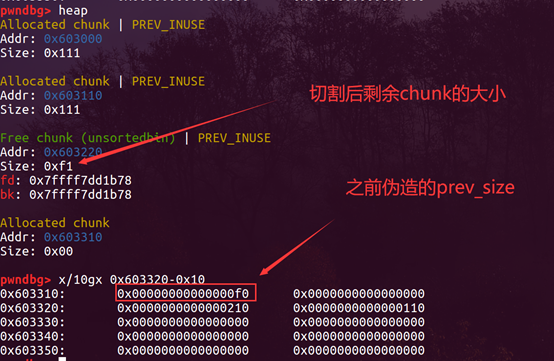 pwndbg> heap
Allocated chunk | PREV_INUSE
Addr: 0x603000
Size: 0x111
Allocated chunk | PREV_INUSE
Addr: 0x603110
Size: 0x111
切割后剩余chunk的大小
Free chunk (unsortedbin) | PREV_INUSE
Addr: 0x603220
Size: 0xf1
fd: 0x7ffff7dd1b78
bk: 0x7ffff7dd1b78
之前伪造的prev_size
Allocated chunk
Addr: 0x603310
Size: 0x00
pwndbg> x/10gx 0x603320-0x10
0x603310: 0x00000000000000f0 0x0000000000000000
0x603320: 0x0000000000000210 0x0000000000000110
0x603330: 0x0000000000000000 0x0000000000000000
0x603340: 0x0000000000000000 0x0000000000000000
0x603350: 0x0000000000000000 0x0000000000000000